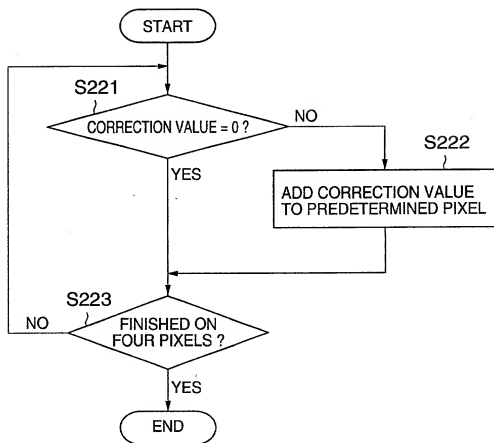 START
S221
CORRECTION VALUE = 0 ?
NO
S222
YES
ADD CORRECTION VALUE
TO PREDETERMINED PIXEL
S223
NO
FINISHED ON
FOUR PIXELS ?
YES
END